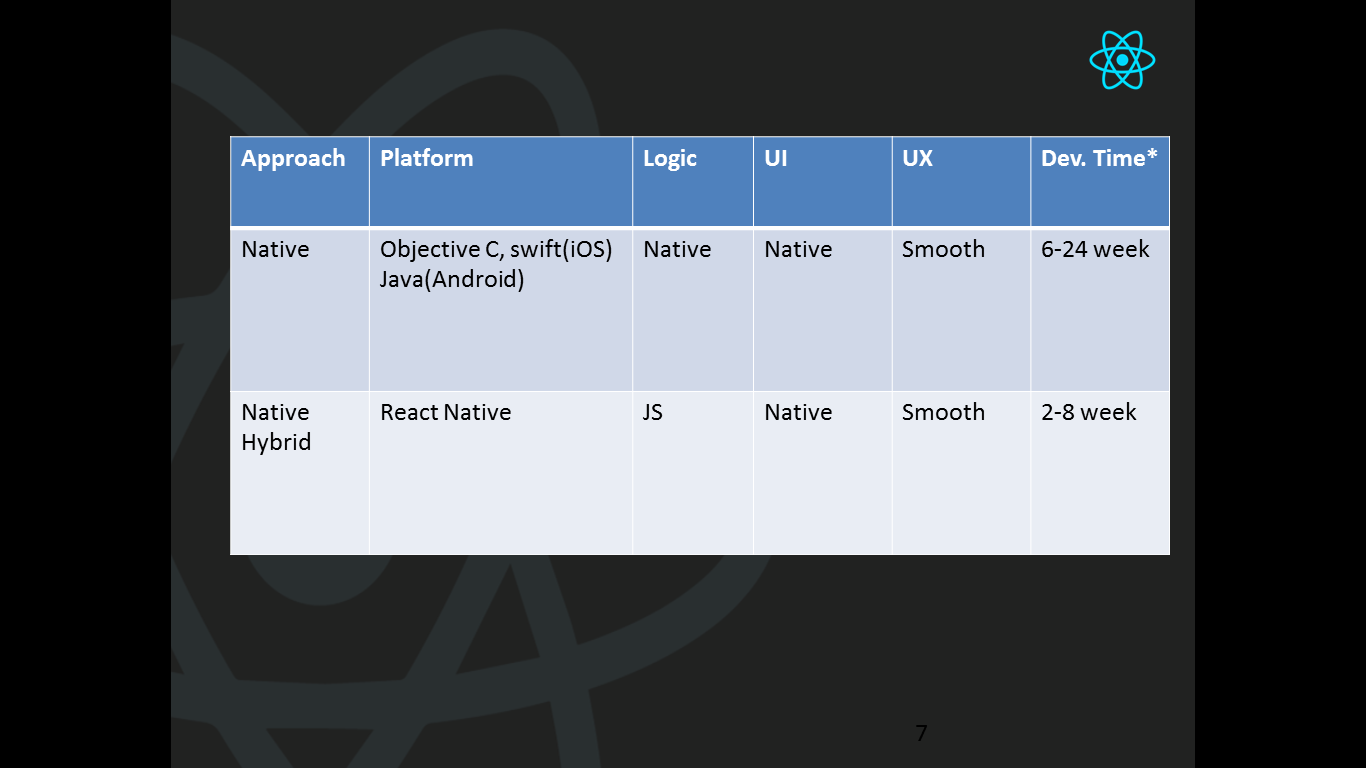 Approach Platform Logic UI UX Dev. Time*
Native Objective C, swift(iOS) Native Native Smooth 6-24 week
Java(Android)
Native React Native JS Native Smooth 2-8 week
Hybrid
7